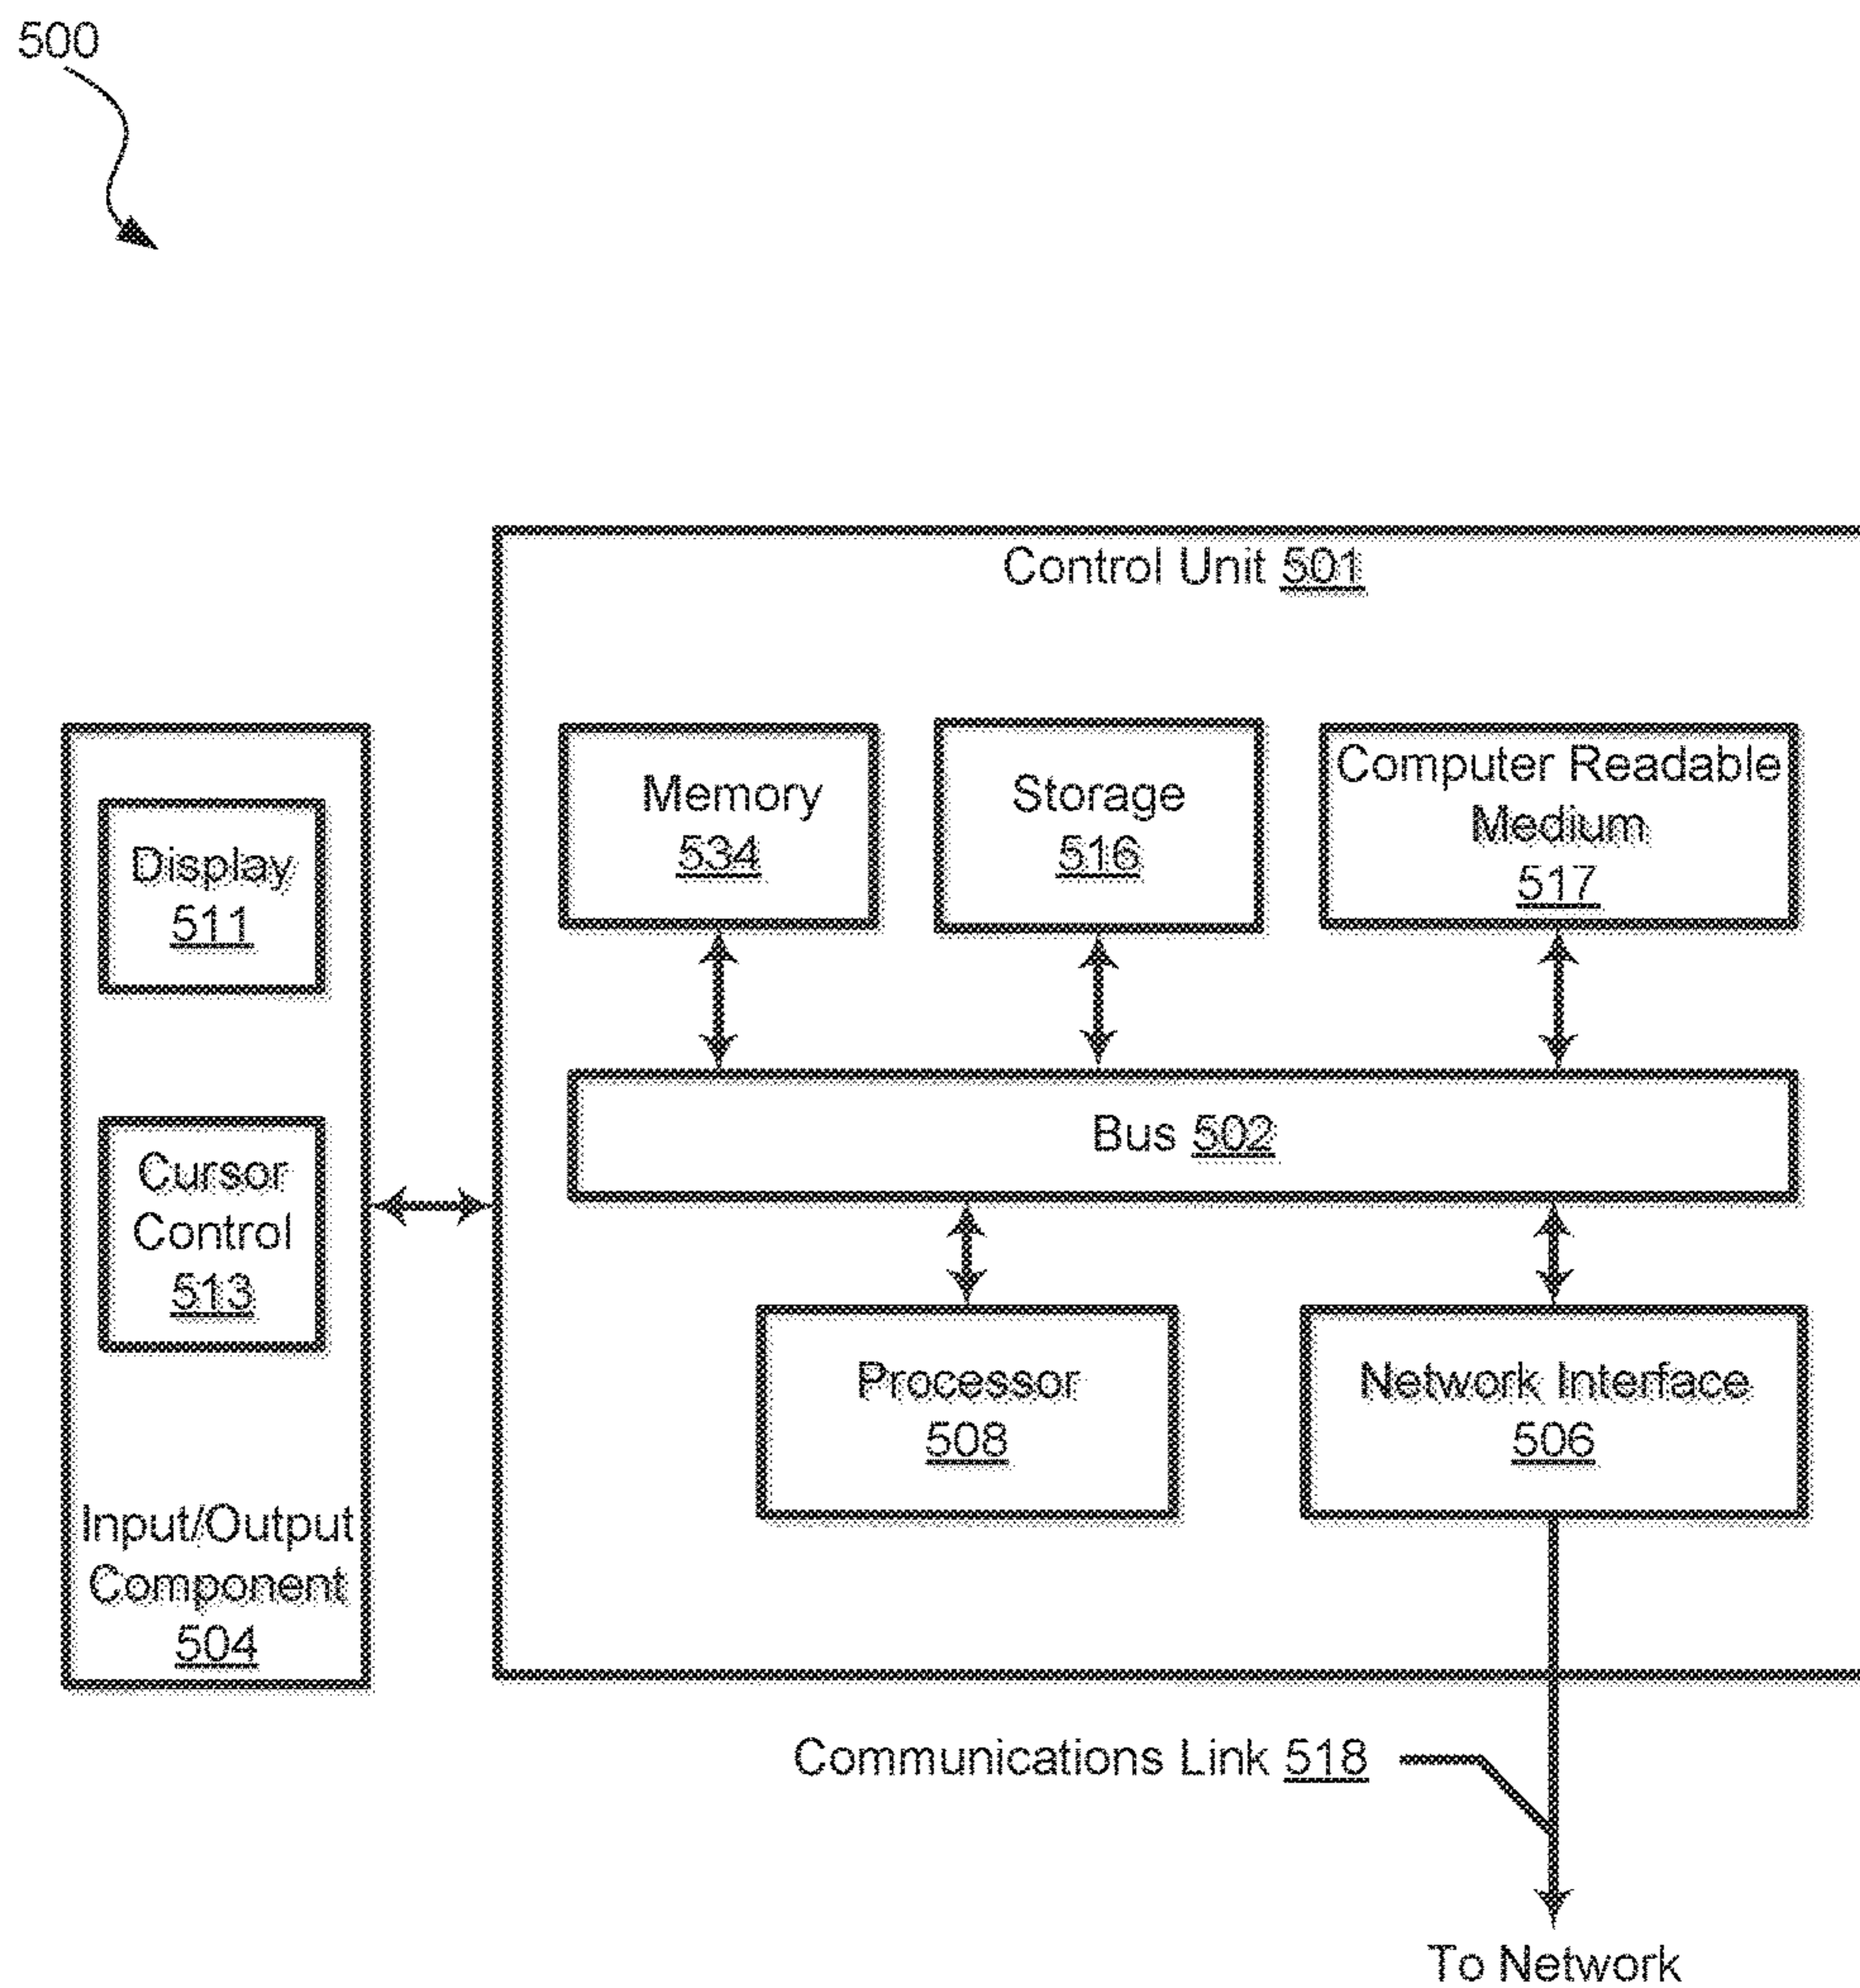 500
Control Unit 501
Memory
534
Storage
516
Computer Readable
Medium
517
Display
511
Bus 502
Cursor
Control
513
Processor
508
Network Interface
506
Input/Output
Component
504
Communications Link 518
To Network